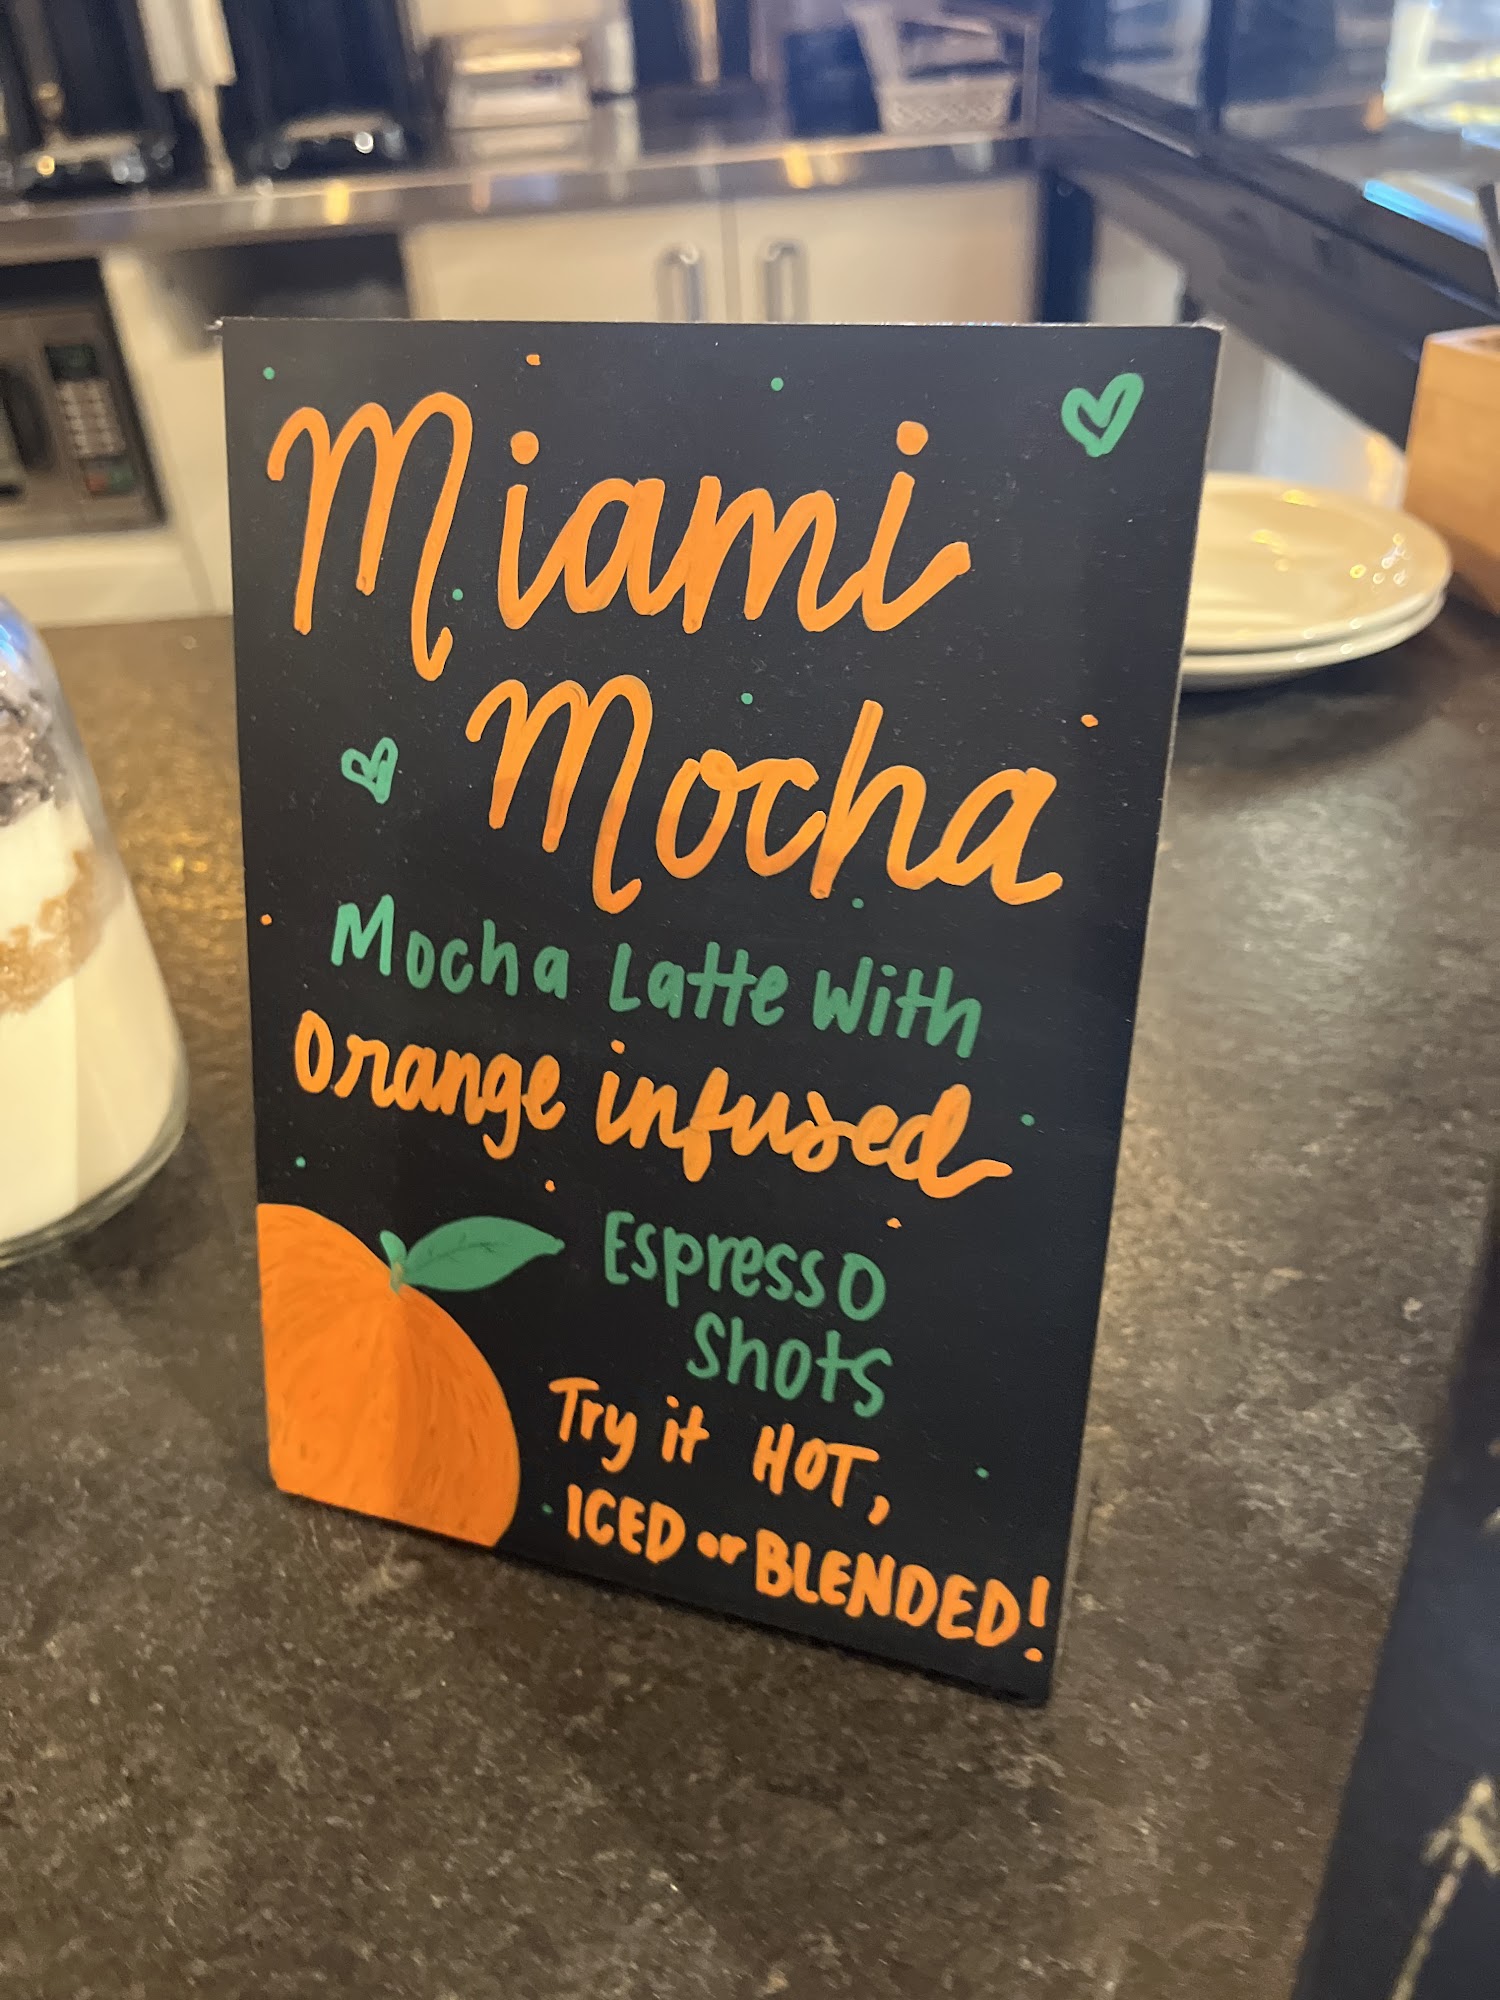 Miami
Mocha
Mocha Latte with
Orange infused
Espresso
Shots
Try it HOT,
ICED or BLENDED!